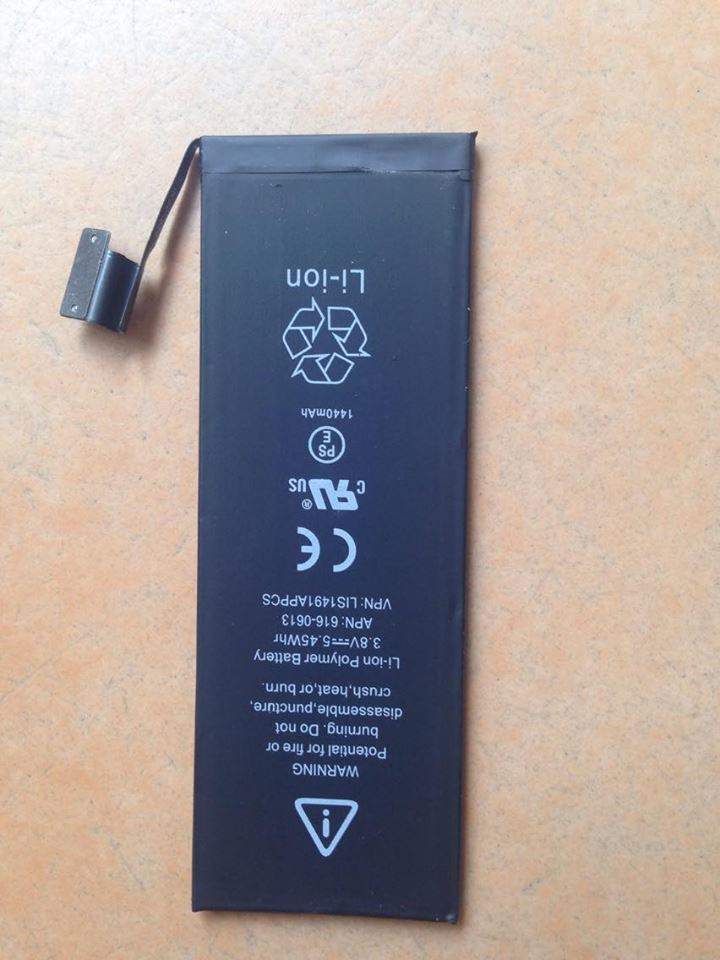 WARNING
Potential for fire or
burning. Do not
disassemble,puncture,
crush,heat,or burn.
Li-ion Polymer Battery
3.8V⎓5.45Whr
APN: 616-0613
VPN: LIS1491APPCS
CE
c RU® US
PS
E
1440mAh
Li-ion